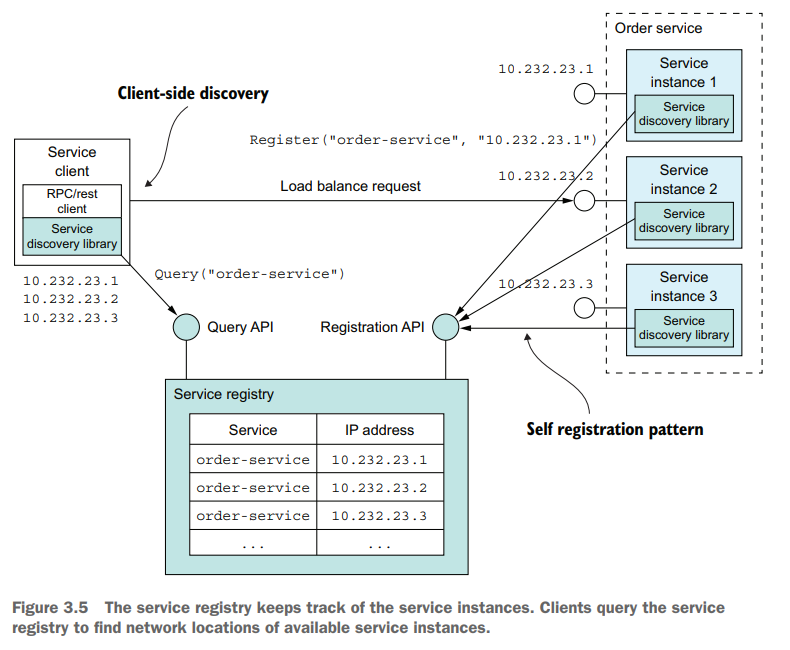 Order service
Service
instance 1
Service
discovery library
10.232.23.1
Client-side discovery
Register("order-service", "10.232.23.1")
Service
client
RPC/rest
client
Service
discovery library
10.232.23.1
10.232.23.2
10.232.23.3
Load balance request
10.232.23.2
Service
instance 2
Service
discovery library
Query("order-service")
10.232.23.3
Service
instance 3
Service
discovery library
Query API
Registration API
Self registration pattern
Service registry
Service IP address
order-service 10.232.23.1
order-service 10.232.23.2
order-service 10.232.23.3
... ...
Figure 3.5 The service registry keeps track of the service instances. Clients query the service
registry to find network locations of available service instances.